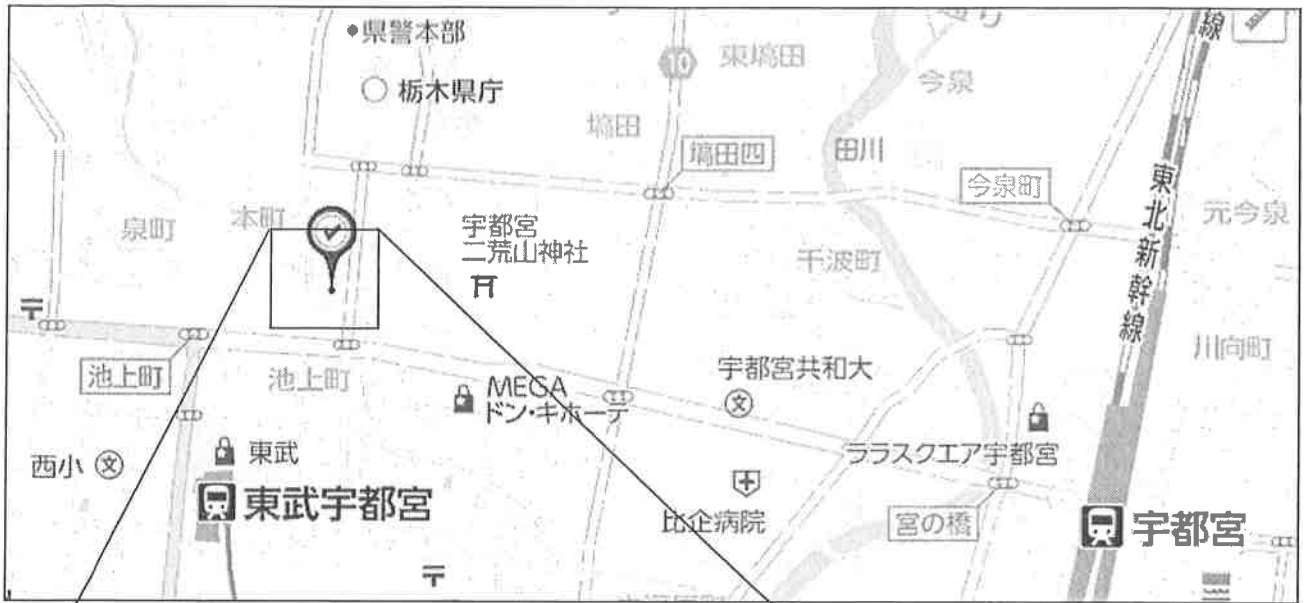 県警本部
栃木県庁
10
東塙田
今泉
線
塙田
塙田四
田川
今泉町
東北新幹線
元今泉
泉町
本町
宇都宮
二荒山神社
千波町
池上町
池上町
MEGA
ドン・キホーテ
宇都宮共和大
文
川向町
西小
文
東武
東武宇都宮
ララスクエア宇都宮
比企病院
宮の橋
宇都宮
〒
〒